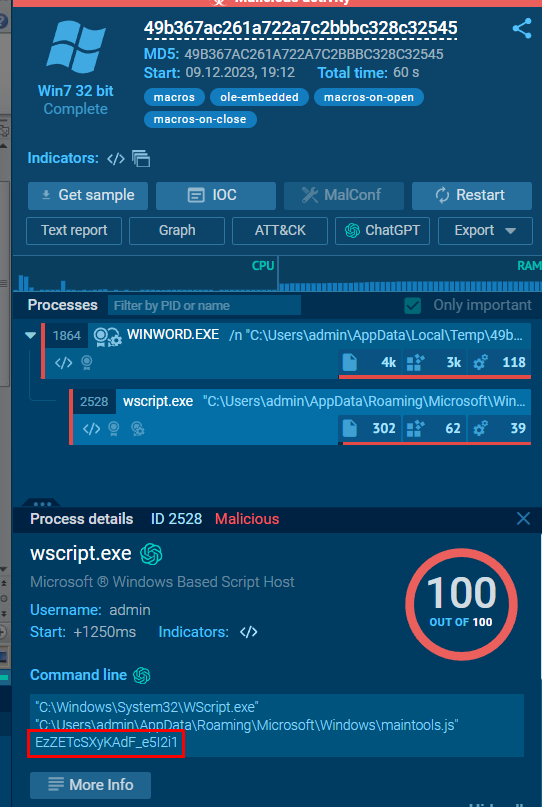 Malicious activity
49b367ac261a722a7c2bbbc328c32545
MD5: 49B367AC261A722A7C2BBBC328C32545
Start: 09.12.2023, 19:12 Total time: 60 s
Win7 32 bit
Complete
macros ole-embedded macros-on-open
macros-on-close
Indicators:
Get sample IOC MalConf Restart
Text report Graph ATT&CK ChatGPT Export
CPU RAM
Processes Filter by PID or name Only important
1864 WINWORD.EXE /n "C:\Users\admin\AppData\Local\Temp\49b...
4k 3k 118
2528 wscript.exe "C:\Users\admin\AppData\Roaming\Microsoft\Win...
302 62 39
Process details ID 2528 Malicious
wscript.exe
Microsoft ® Windows Based Script Host
Username: admin
Start: +1250ms Indicators:
100
OUT OF 100
Command line
"C:\Windows\System32\WScript.exe"
"C:\Users\admin\AppData\Roaming\Microsoft\Windows\maintools.js"
EzZETcSXyKAdF_e5I2i1
More Info